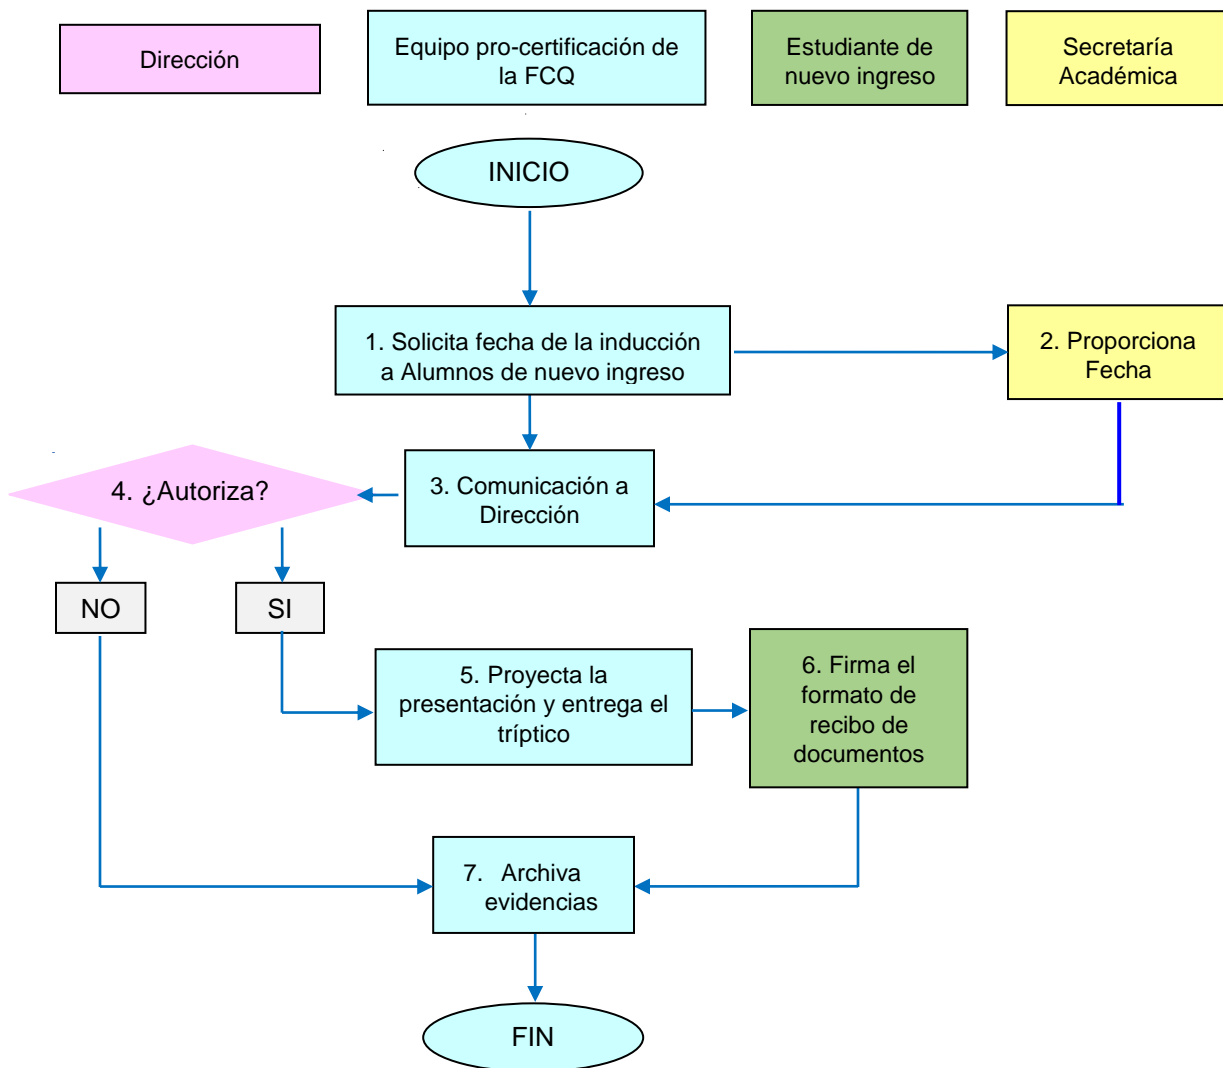 Dirección
Equipo pro-certificación de
la FCQ
Estudiante de
nuevo ingreso
Secretaría
Académica
INICIO
1. Solicita fecha de la inducción
a Alumnos de nuevo ingreso
2. Proporciona
Fecha
4. ¿Autoriza?
3. Comunicación a
Dirección
NO
SI
5. Proyecta la
presentación y entrega el
tríptico
6. Firma el
formato de
recibo de
documentos
7. Archiva
evidencias
FIN